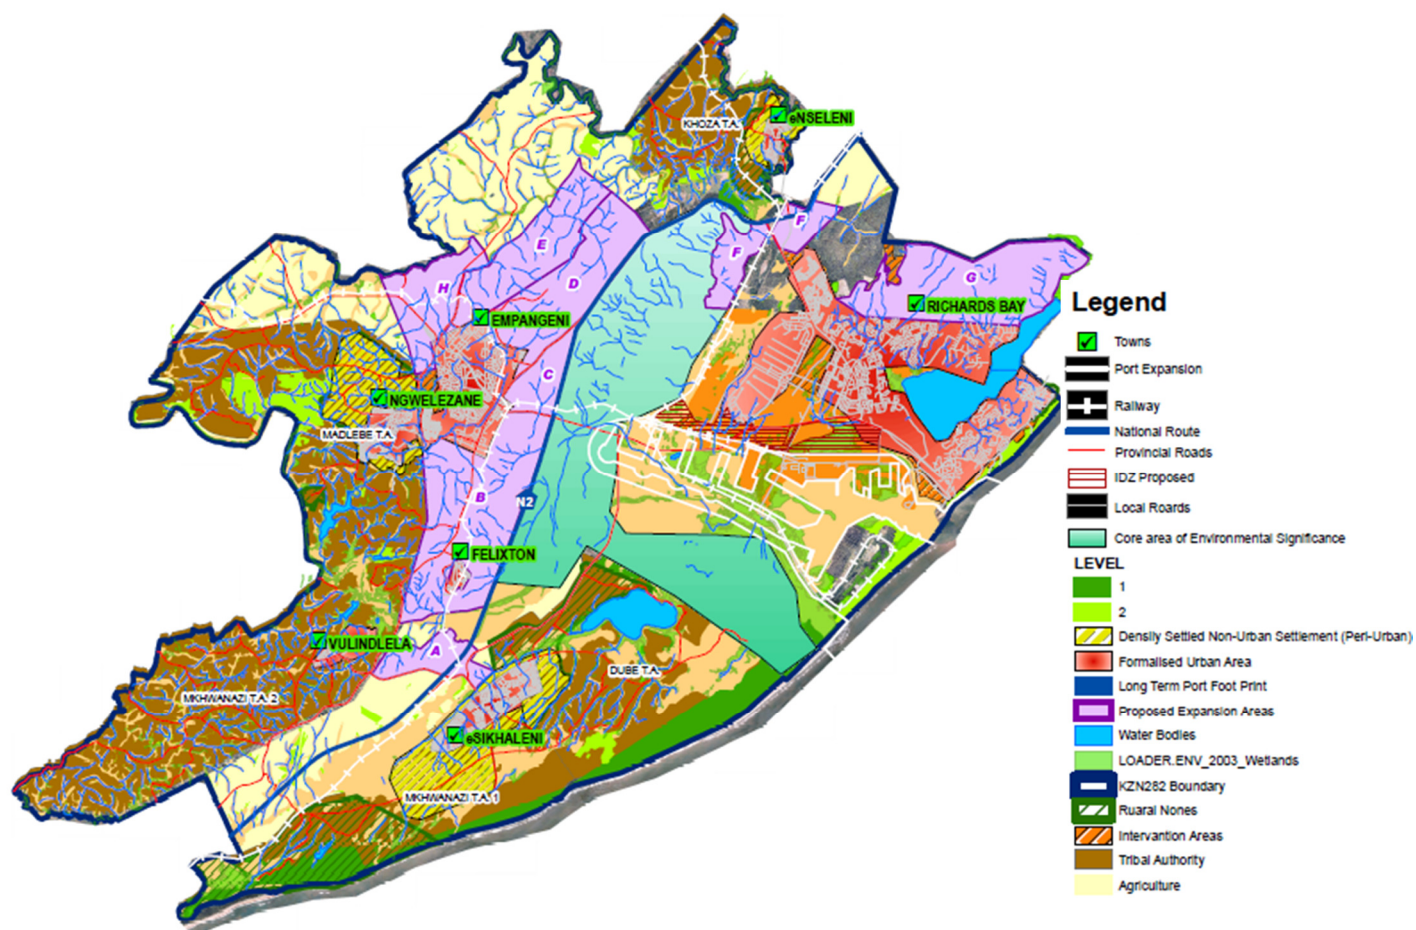 eNSELENI
KHOZA T.A.
F
F
E
D
H
G
RICHARDS BAY
EMPANGENI
C
NGWELEZANE
MADLEBE T.A.
B
N2
FELIXTON
VULINDLELA
A
DUBE T.A.
MKHWANAZI T.A. 2
eSIKHALENI
MKHWANAZI T.A. 1
Legend
Towns
Port Expansion
Railway
National Route
Provincial Roads
IDZ Proposed
Local Roards
Core area of Environmental Significance
LEVEL
1
2
Densily Settled Non-Urban Settlement (Peri-Urban)
Formalised Urban Area
Long Term Port Foot Print
Proposed Expansion Areas
Water Bodies
LOADER.ENV_2003_Wetlands
KZN282 Boundary
Ruaral Nones
Intervantion Areas
Tribal Authority
Agriculture